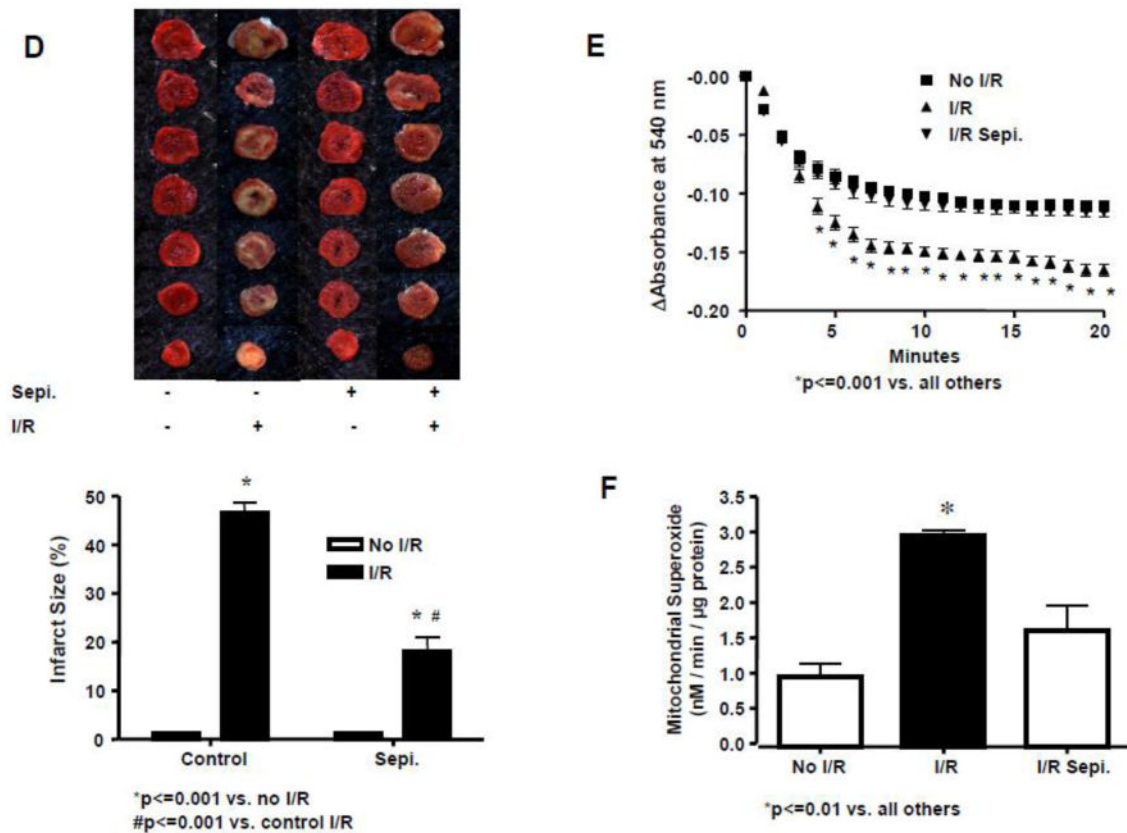 D
Sepi. - - + +
I/R - + - +
50
40
30
20
10
0
Infarct Size (%)
*
* #
No I/R
I/R
Control Sepi.
*p<=0.001 vs. no I/R
#p<=0.001 vs. control I/R
E
-0.00
-0.05
-0.10
-0.15
-0.20
ΔAbsorbance at 540 nm
No I/R
I/R
I/R Sepi.
* * * * * * * * * * * * * * * * *
0 5 10 15 20
Minutes
*p<=0.001 vs. all others
F
3.5
3.0
2.5
2.0
1.5
1.0
0.5
0.0
Mitochondrial Superoxide
(nM / min / µg protein)
*
No I/R I/R I/R Sepi.
*p<=0.01 vs. all others